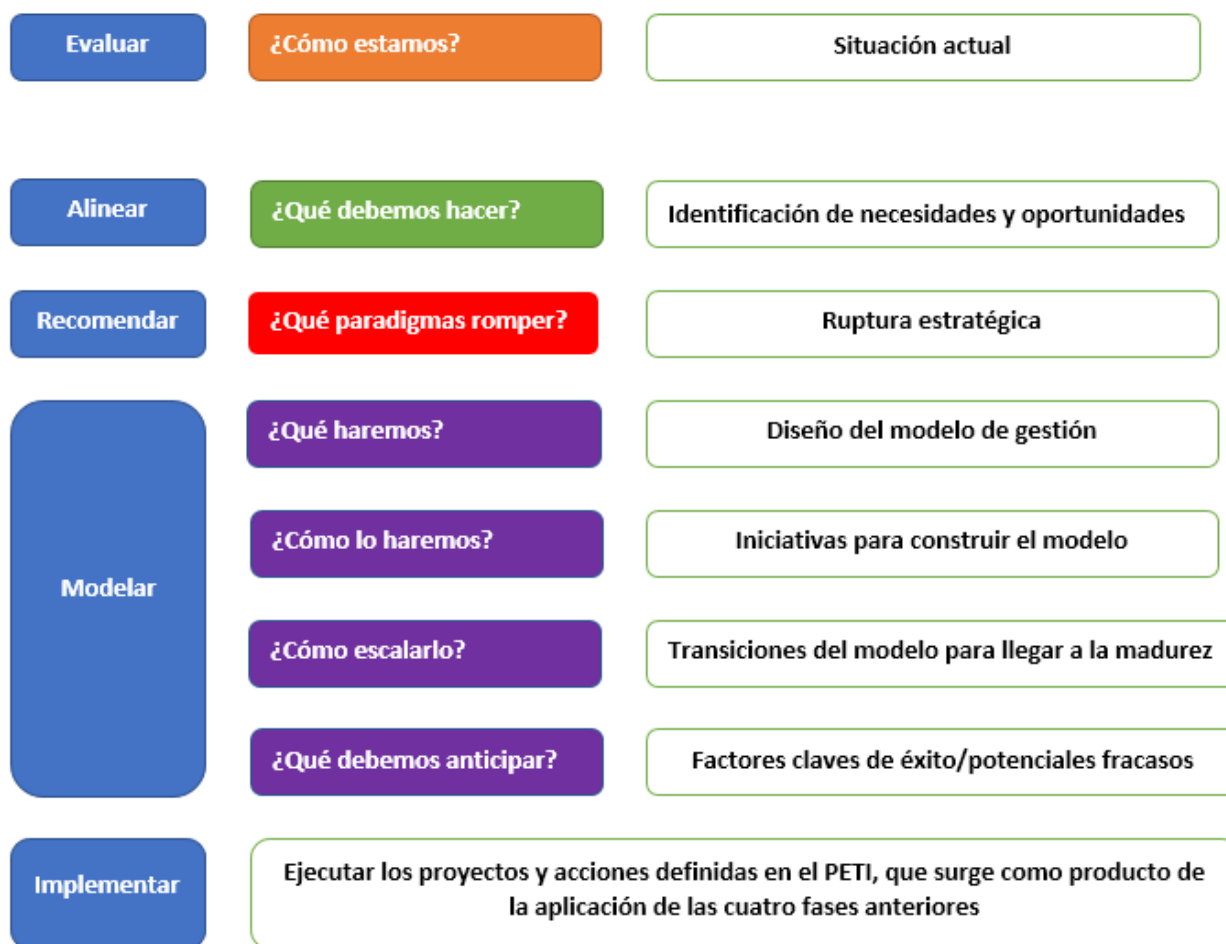 Evaluar
¿Cómo estamos?
Situación actual
Alinear
¿Qué debemos hacer?
Identificación de necesidades y oportunidades
Recomendar
¿Qué paradigmas romper?
Ruptura estratégica
Modelar
¿Qué haremos?
Diseño del modelo de gestión
¿Cómo lo haremos?
Iniciativas para construir el modelo
¿Cómo escalarlo?
Transiciones del modelo para llegar a la madurez
¿Qué debemos anticipar?
Factores claves de éxito/potenciales fracasos
Implementar
Ejecutar los proyectos y acciones definidas en el PETI, que surge como producto de
la aplicación de las cuatro fases anteriores